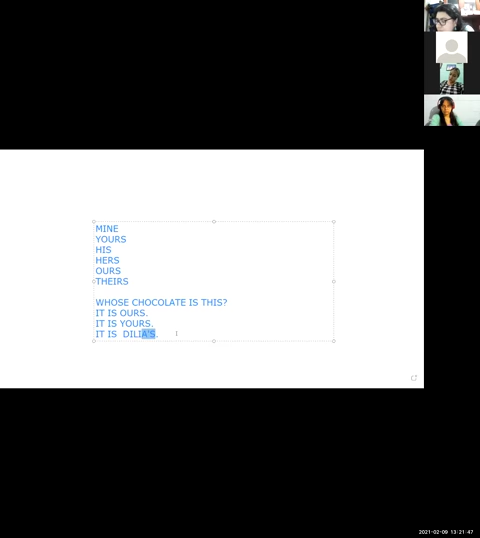 MINE
YOURS
HIS
HERS
OURS
THEIRS
WHOSE CHOCOLATE IS THIS?
IT IS OURS.
IT IS YOURS.
IT IS DILIA'S.
2021-02-09 13:21:47